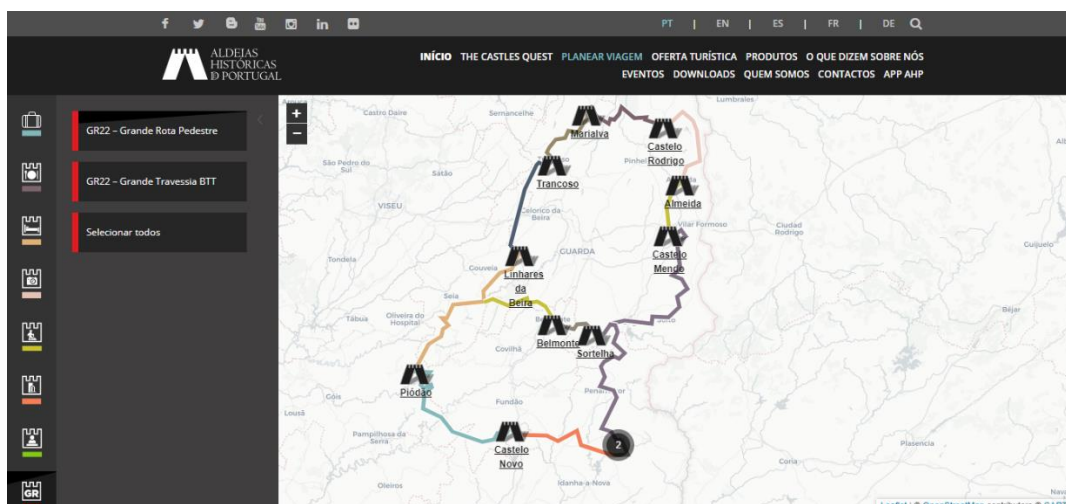 PT | EN | ES | FR | DE
ALDEIAS
HISTÓRICAS
D PORTUGAL
INÍCIO THE CASTLES QUEST PLANEAR VIAGEM OFERTA TURÍSTICA PRODUTOS O QUE DIZEM SOBRE NÓS
EVENTOS DOWNLOADS QUEM SOMOS CONTACTOS APP AHP
GR22 – Grande Rota Pedestre
GR22 – Grande Travessia BTT
Selecionar todos
GR
+
−
Castro Daire
Sernancelhe
Lumbrales
Marialva
Castelo
Rodrigo
São Pedro do
Sul
Sátão
Trancoso
Almeida
VISEU
Celorico da
Beira
Vilar Formoso
Ciudad
Rodrigo
GUARDA
Castelo
Mendo
Tondela
Gouveia
Linhares
da
Beira
Guijuelo
Seia
Tábua
Oliveira do
Hospital
Belmonte
Sortelha
Béjar
Covilhã
Piódão
Góis
Fundão
Lousã
Pampilhosa da
Serra
Castelo
Novo
2
Plasencia
Coria
Oleiros
Idanha-a-Nova